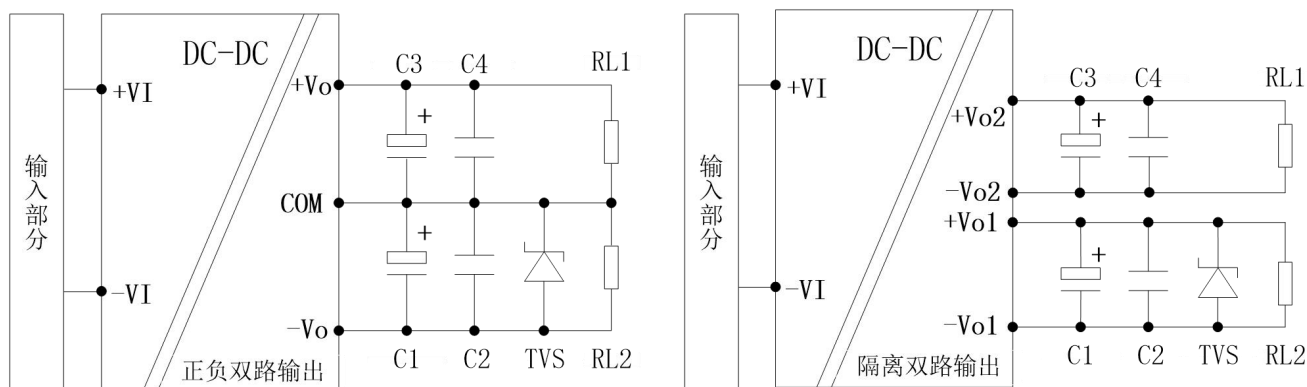 DC-DC
C3 C4 RL1
+VI
+Vo
+
输入部分
COM
+
-VI
-Vo
正负双路输出
C1 C2 TVS RL2
DC-DC
C3 C4 RL1
+VI
+Vo2
+
输入部分
-Vo2
+Vo1
+
-VI
-Vo1
隔离双路输出
C1 C2 TVS RL2